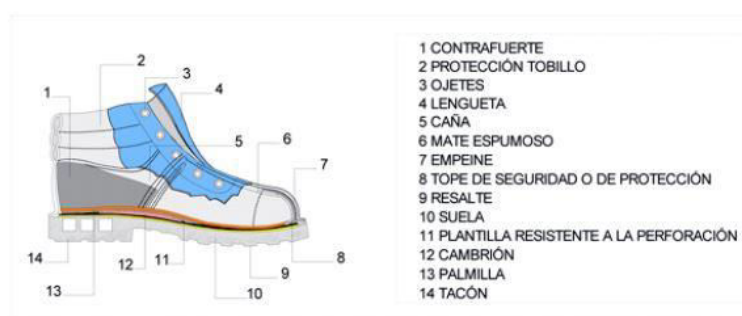 1
2
3
4
5
6
7
8
9
10
11
12
13
14
1 CONTRAFUERTE
2 PROTECCIÓN TOBILLO
3 OJETES
4 LENGUETA
5 CAÑA
6 MATE ESPUMOSO
7 EMPEINE
8 TOPE DE SEGURIDAD O DE PROTECCIÓN
9 RESALTE
10 SUELA
11 PLANTILLA RESISTENTE A LA PERFORACIÓN
12 CAMBRIÓN
13 PALMILLA
14 TACÓN